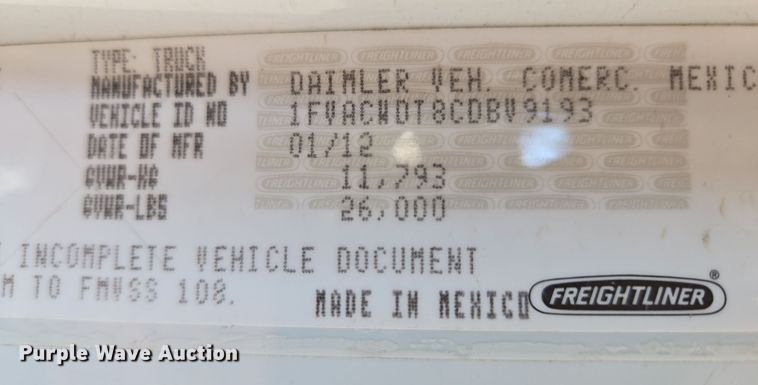 TYPE: TRUCK
MANUFACTURED BY DAIMLER VEH. COMERC. MEXIC
VEHICLE ID NO 1FVACWDT8CDBV9193
DATE OF MFR 01/12
GVWR-KG 11,793
GVWR-LBS 26,000
INCOMPLETE VEHICLE DOCUMENT
M TO FMVSS 108.
MADE IN MEXICO FREIGHTLINER®
Purple Wave Auction